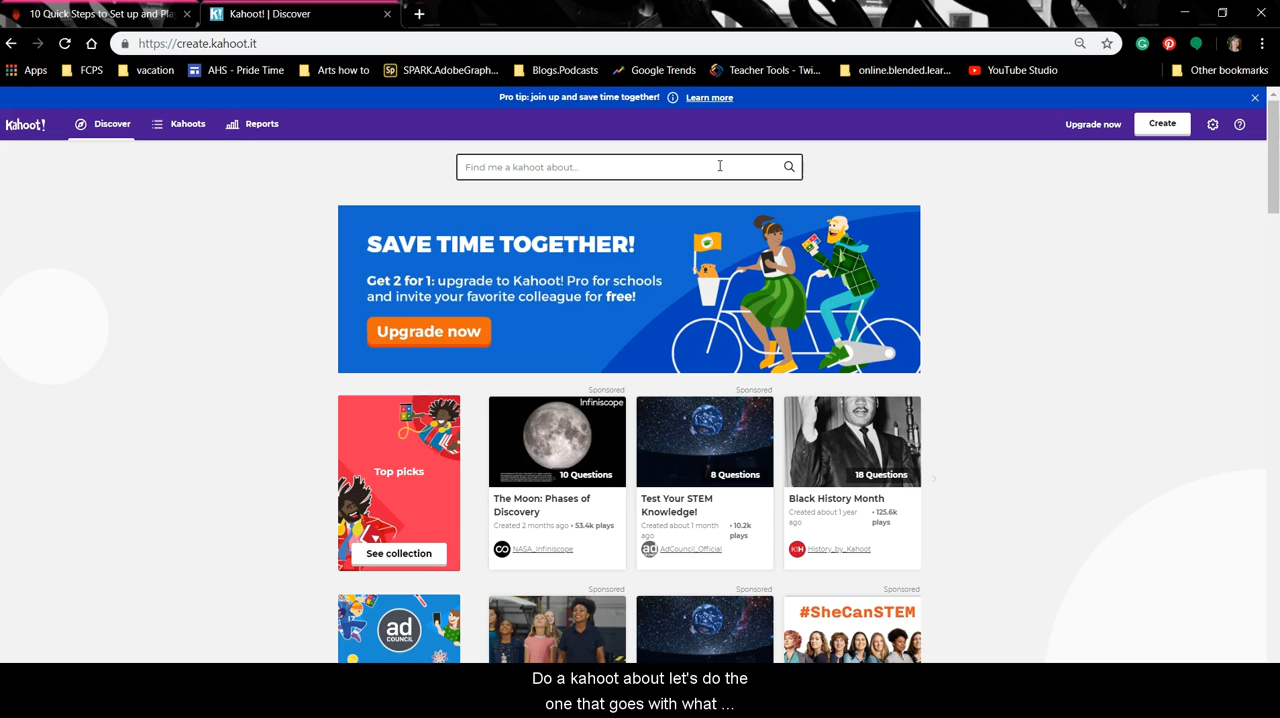 10 Quick Steps to Set up and Pla
Kahoot! | Discover
https://create.kahoot.it
Apps
FCPS
vacation
AHS - Pride Time
Arts how to
Sp
SPARK.AdobeGraph...
Blogs.Podcasts
Google Trends
Teacher Tools - Twi...
online.blended.lear...
YouTube Studio
Other bookmarks
Pro tip: join up and save time together! Learn more
Kahoot!
Discover
Kahoots
Reports
Upgrade now
Create
Find me a kahoot about...
SAVE TIME TOGETHER!
Get 2 for 1: upgrade to Kahoot! Pro for schools
and invite your favorite colleague for free!
Upgrade now
Sponsored
Sponsored
Top picks
See collection
Infiniscope
10 Questions
The Moon: Phases of
Discovery
Created 2 months ago • 53.4k plays
NASA_Infiniscope
8 Questions
Test Your STEM
Knowledge!
Created about 1 month
ago
• 10.2k
plays
ad
AdCouncil_Official
18 Questions
Black History Month
Created about 1 year
ago
• 125.6k
plays
K!H
History_by_Kahoot
Sponsored
Sponsored
Sponsored
ad
COUNCIL
#SheCanSTEM
Do a kahoot about let's do the
one that goes with what ...